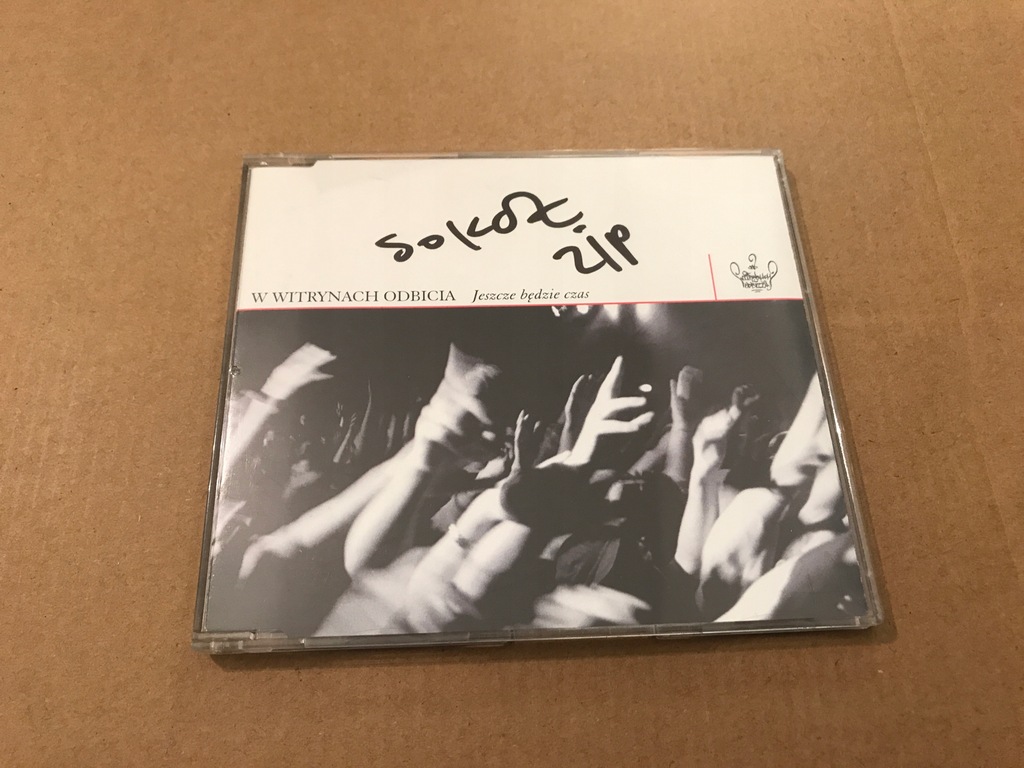 Sokół.
ZIP
W WITRYNACH ODBICIA Jeszcze będzie czas